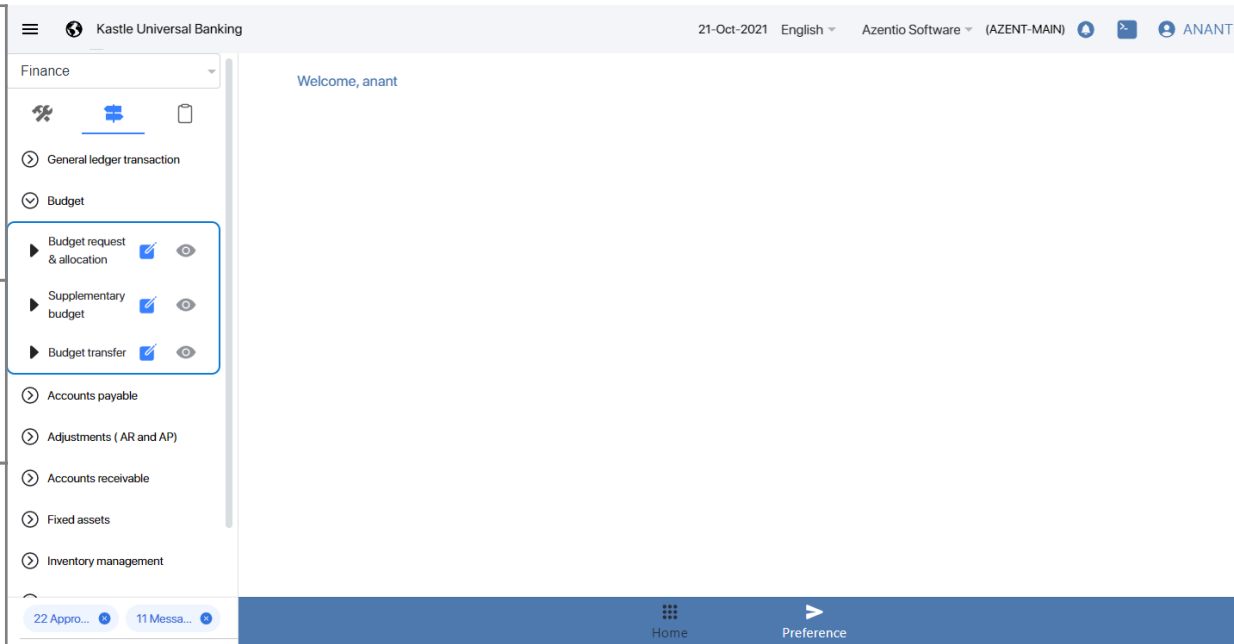 Kastle Universal Banking
21-Oct-2021 English Azentio Software (AZENT-MAIN) ANANT
Finance
Welcome, anant
General ledger transaction
Budget
Budget request
& allocation
Supplementary
budget
Budget transfer
Accounts payable
Adjustments ( AR and AP)
Accounts receivable
Fixed assets
Inventory management
22 Appro... 11 Messa...
Home Preference